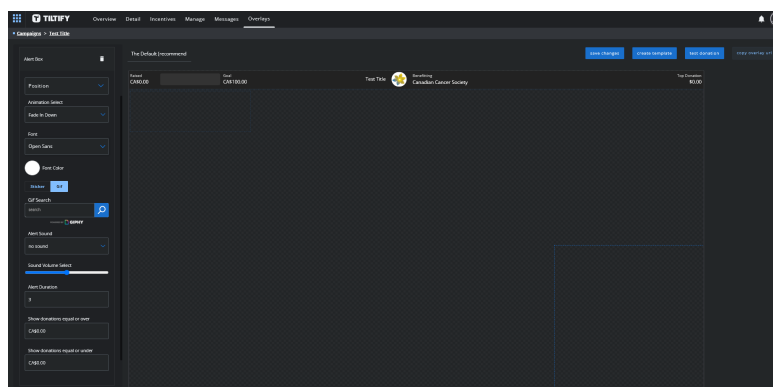 TILTIFY Overview Detail Incentives Manage Messages Overlays
Campaigns > Test Title
Alert Box
The Default (recommend
save changes
create template
test donation
copy overlay url
Position
Animation Select
Fade In Down
Font
Open Sans
Font Color
Sticker Gif
Gif Search
search
GIPHY
Alert Sound
no sound
Sound Volume Select
Alert Duration
3
Show donations equal or over
CA$0.00
Show donations equal or under
CA$0.00
Raised
CA$0.00
Goal
CA$100.00
Test Title
Benefiting
Canadian Cancer Society
Top Donation
$0.00